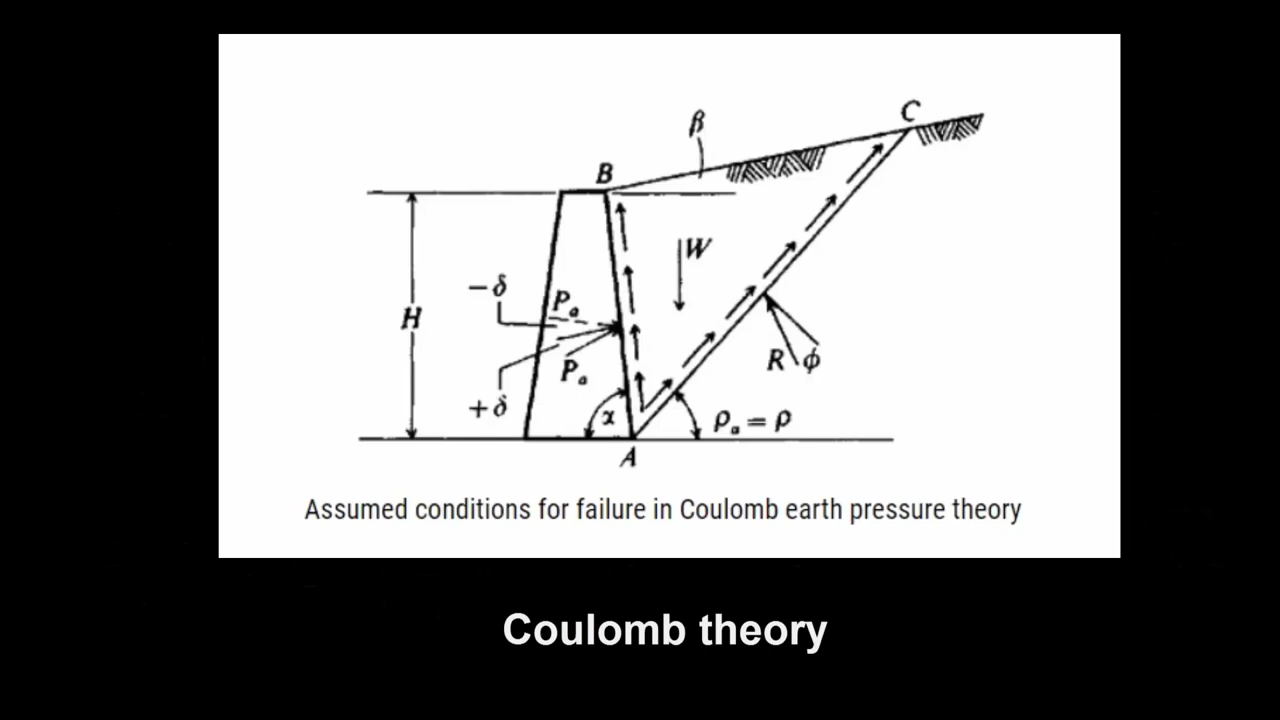 C
β
B
W
−δ
Pₐ
H
R ϕ
Pₐ
+δ
α
ρₐ = ρ
A
Assumed conditions for failure in Coulomb earth pressure theory
Coulomb theory